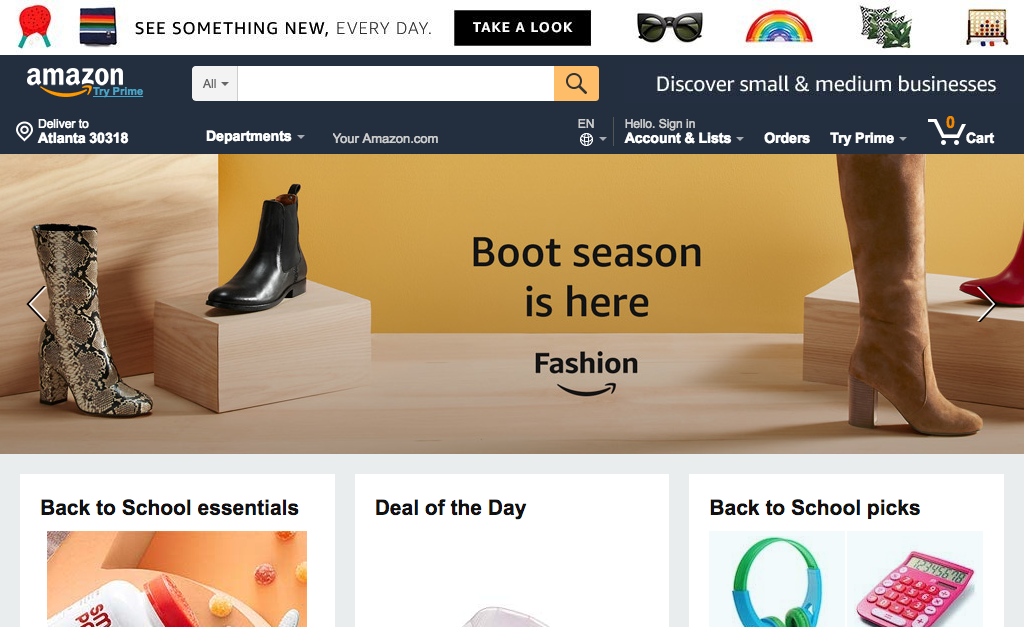 SEE SOMETHING NEW, EVERY DAY.
TAKE A LOOK
amazon
Try Prime
All
Discover small & medium businesses
Deliver to
Atlanta 30318
Departments
Your Amazon.com
EN
Hello. Sign in
Account & Lists
Orders
Try Prime
0
Cart
Boot season
is here
Fashion
Back to School essentials
Deal of the Day
Back to School picks